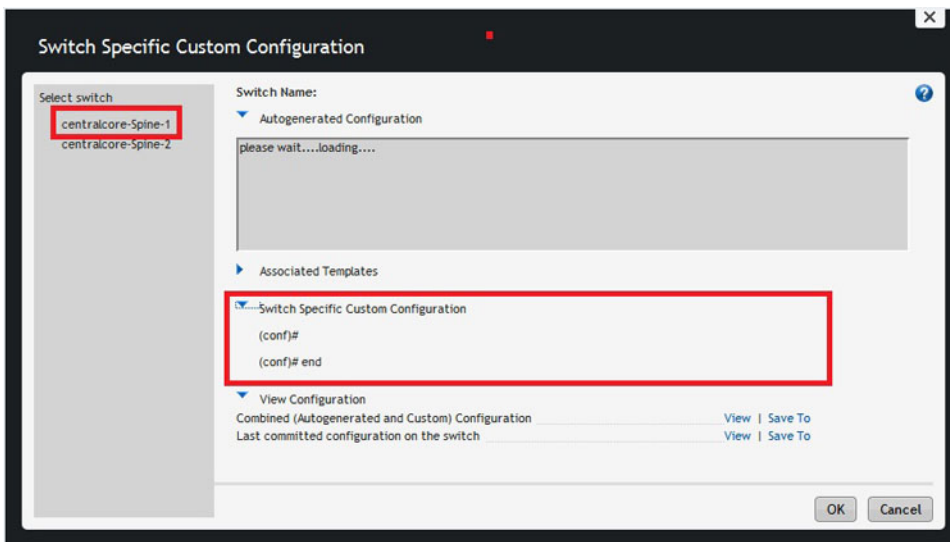 Switch Specific Custom Configuration
Select switch
centralcore-Spine-1
centralcore-Spine-2
Switch Name:
Autogenerated Configuration
please wait....loading....
Associated Templates
Switch Specific Custom Configuration
(conf)#
(conf)# end
View Configuration
Combined (Autogenerated and Custom) Configuration View | Save To
Last committed configuration on the switch View | Save To
OK Cancel